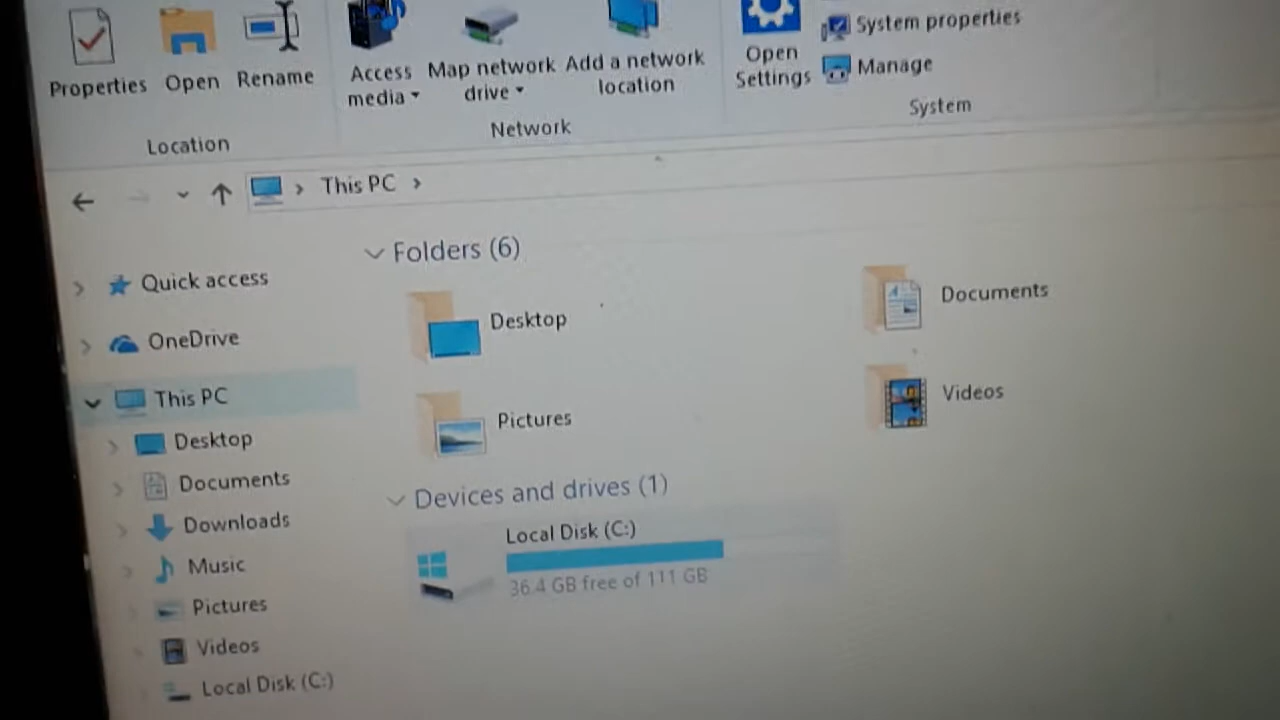 Properties
Open
Rename
Access
media
Map network
drive
Add a network
location
Open
Settings
System properties
Manage
Location
Network
System
This PC
Quick access
OneDrive
This PC
Desktop
Documents
Downloads
Music
Pictures
Videos
Local Disk (C:)
Folders (6)
Desktop
Documents
Pictures
Videos
Devices and drives (1)
Local Disk (C:)
36.4 GB free of 111 GB